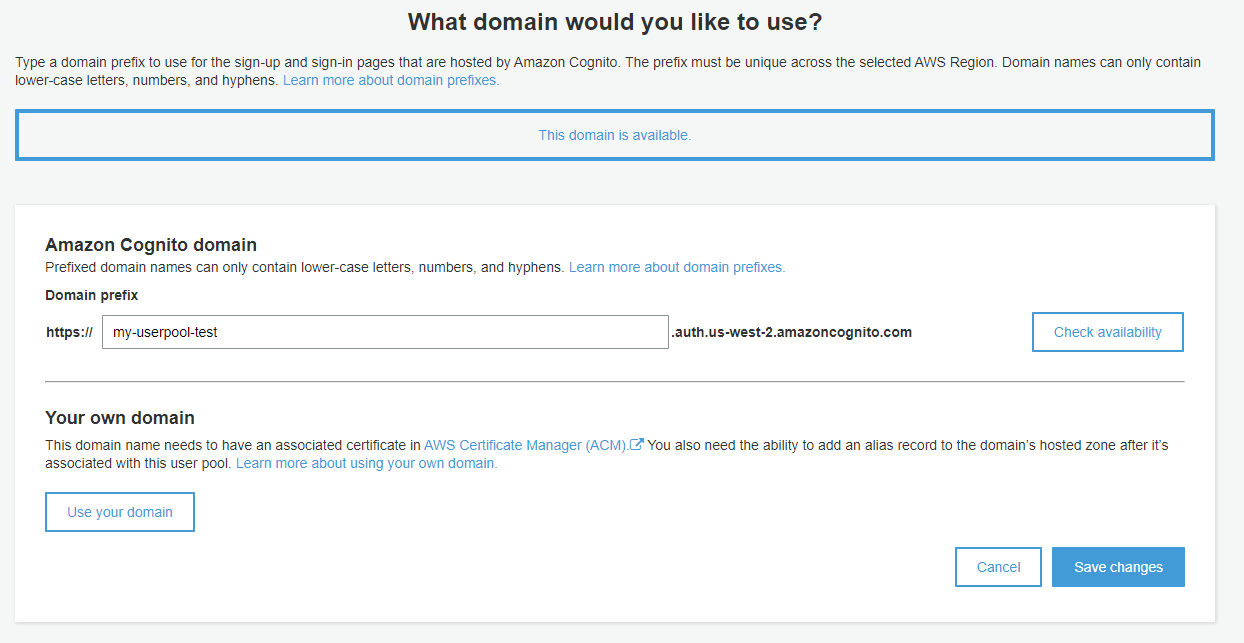 What domain would you like to use?
Type a domain prefix to use for the sign-up and sign-in pages that are hosted by Amazon Cognito. The prefix must be unique across the selected AWS Region. Domain names can only contain
lower-case letters, numbers, and hyphens. Learn more about domain prefixes.
This domain is available.
Amazon Cognito domain
Prefixed domain names can only contain lower-case letters, numbers, and hyphens. Learn more about domain prefixes.
Domain prefix
https:// my-userpool-test .auth.us-west-2.amazoncognito.com Check availability
Your own domain
This domain name needs to have an associated certificate in AWS Certificate Manager (ACM). You also need the ability to add an alias record to the domain's hosted zone after it's
associated with this user pool. Learn more about using your own domain.
Use your domain
Cancel Save changes